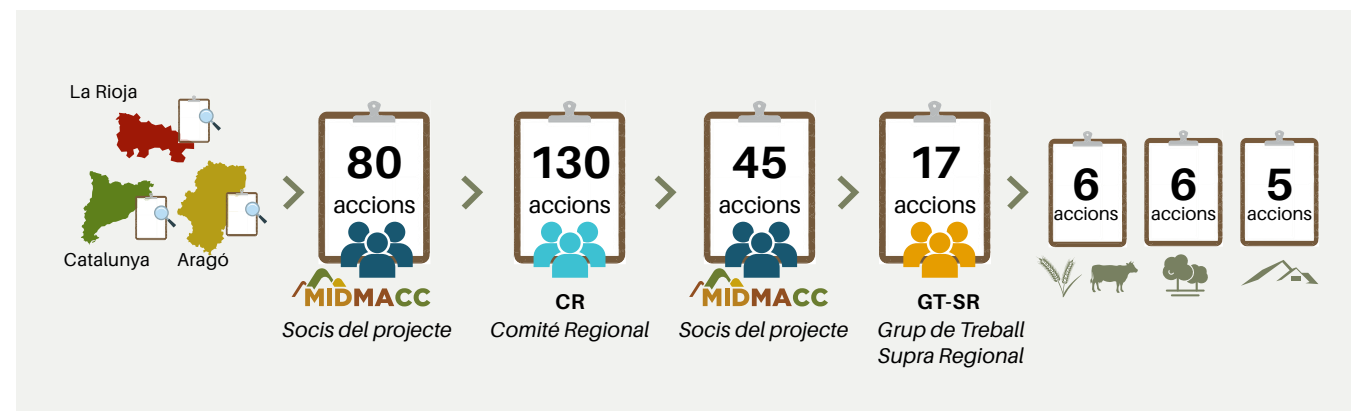 La Rioja
Catalunya
Aragó
80
accions
MIDMACC
Socis del projecte
130
accions
CR
Comité Regional
45
accions
MIDMACC
Socis del projecte
17
accions
GT-SR
Grup de Treball
Supra Regional
6
accions
6
accions
5
accions